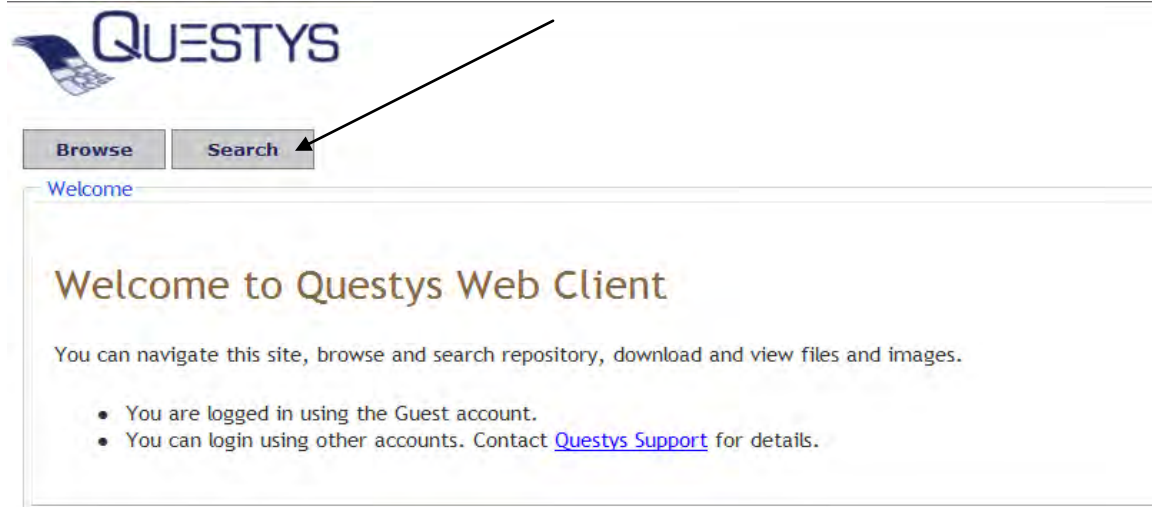 QUESTYS
Browse Search
Welcome
Welcome to Questys Web Client
You can navigate this site, browse and search repository, download and view files and images.
• You are logged in using the Guest account.
• You can login using other accounts. Contact Questys Support for details.